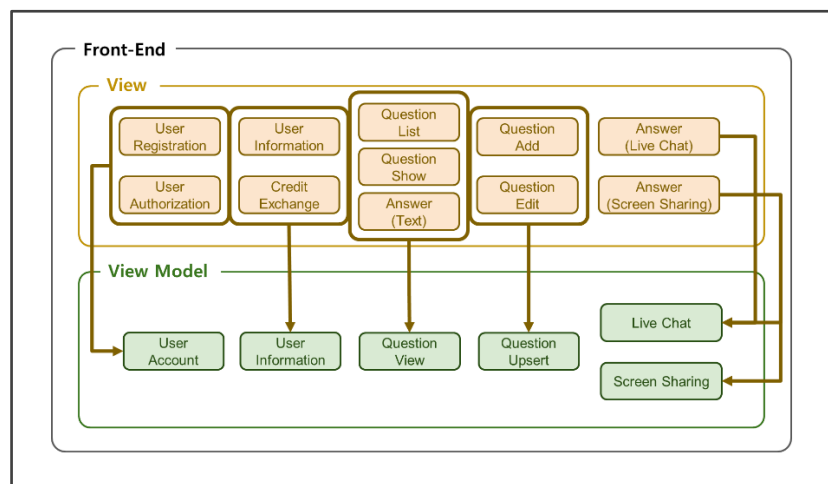 Front-End
View
User
Registration
User
Authorization
User
Information
Credit
Exchange
Question
List
Question
Show
Answer
(Text)
Question
Add
Question
Edit
Answer
(Live Chat)
Answer
(Screen Sharing)
View Model
User
Account
User
Information
Question
View
Question
Upsert
Live Chat
Screen Sharing